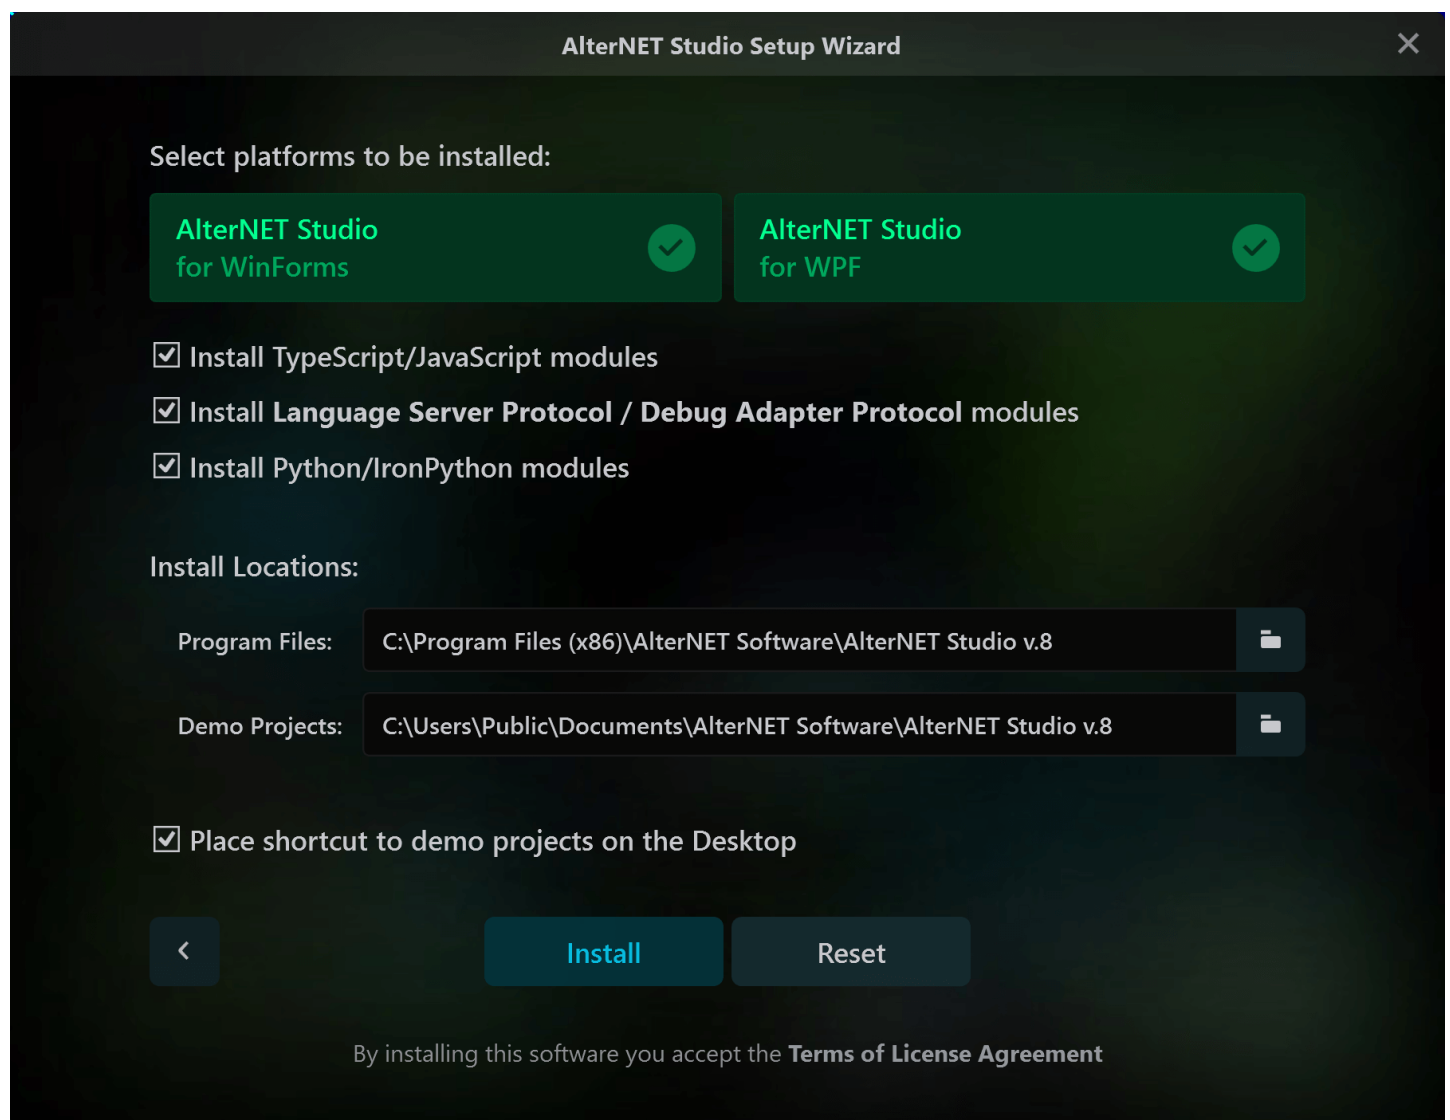 AlterNET Studio Setup Wizard
Select platforms to be installed:
AlterNET Studio
for WinForms
AlterNET Studio
for WPF
Install TypeScript/JavaScript modules
Install Language Server Protocol / Debug Adapter Protocol modules
Install Python/IronPython modules
Install Locations:
Program Files: C:\Program Files (x86)\AlterNET Software\AlterNET Studio v.8
Demo Projects: C:\Users\Public\Documents\AlterNET Software\AlterNET Studio v.8
Place shortcut to demo projects on the Desktop
Install Reset
By installing this software you accept the Terms of License Agreement